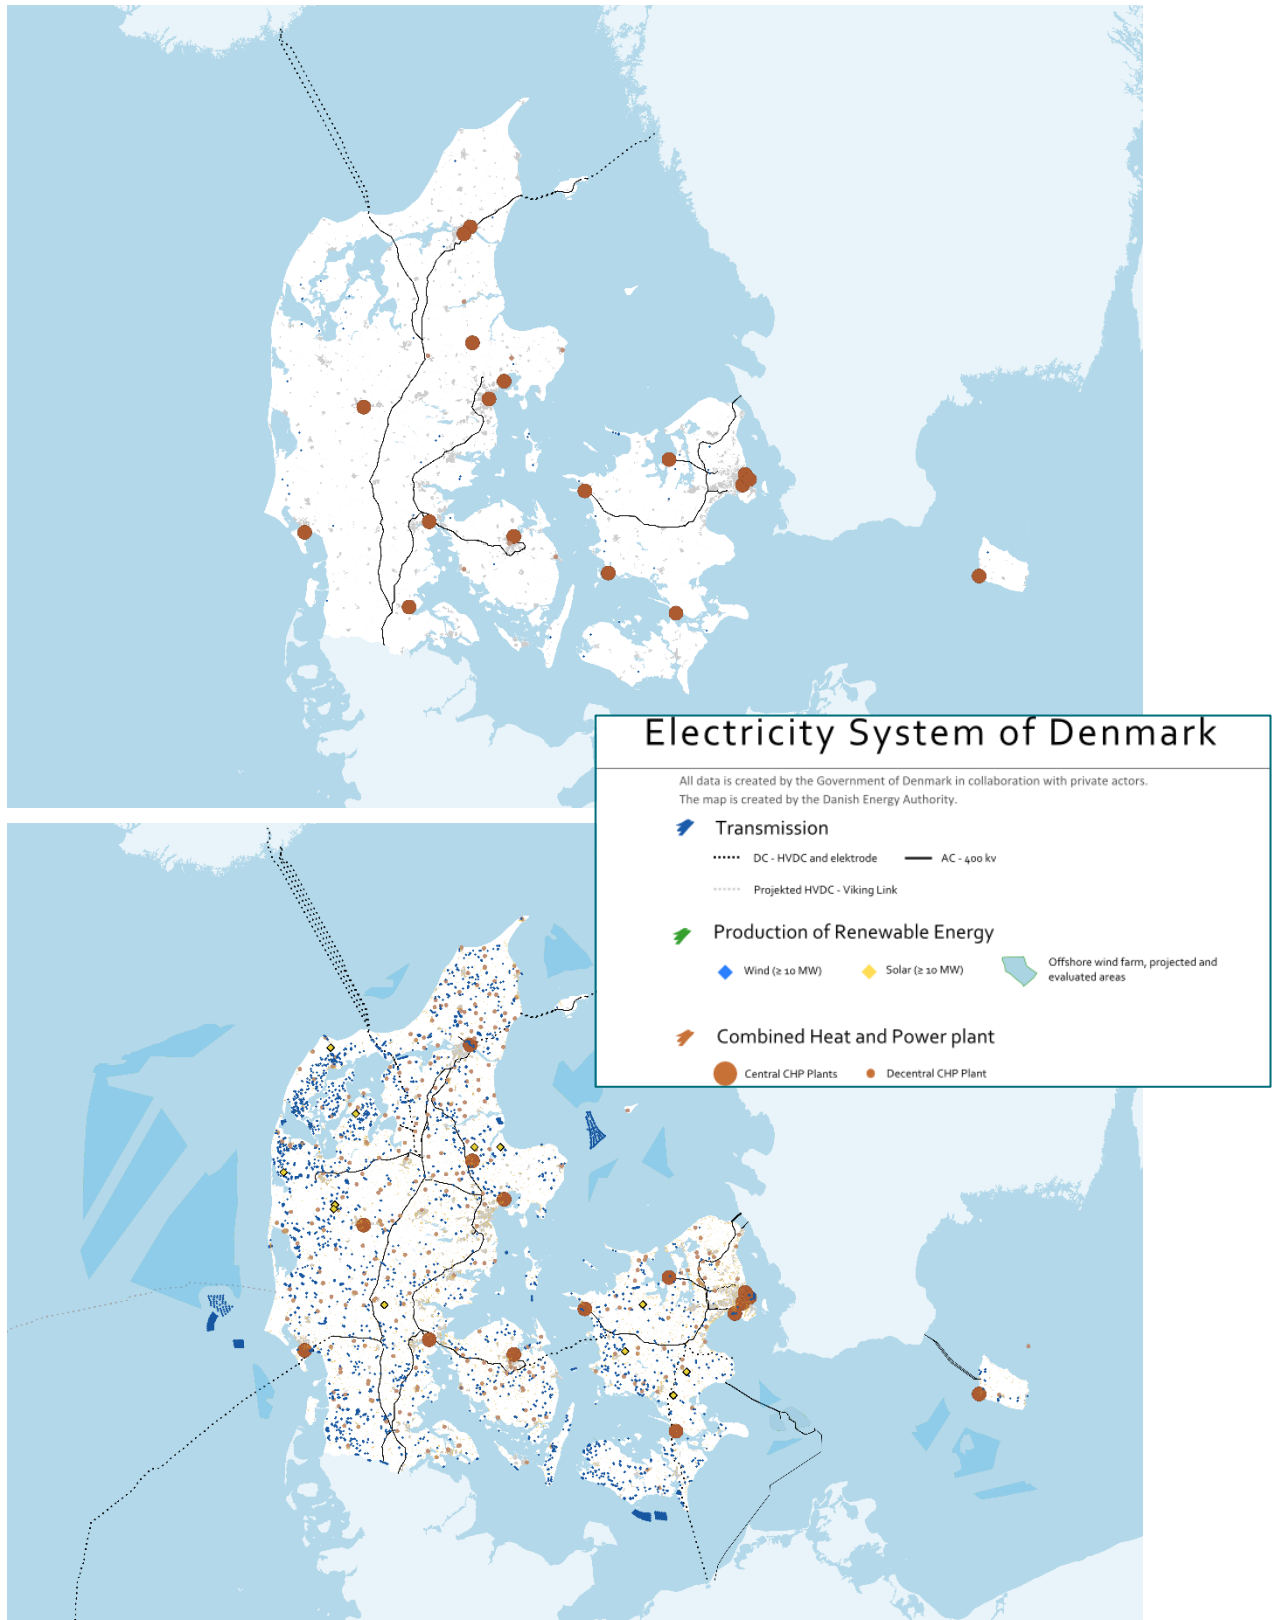 Electricity System of Denmark
All data is created by the Government of Denmark in collaboration with private actors.
The map is created by the Danish Energy Authority.
Transmission
DC - HVDC and elektrode
AC - 400 kv
Projekted HVDC - Viking Link
Production of Renewable Energy
Wind (≥ 10 MW)
Solar (≥ 10 MW)
Offshore wind farm, projected and
evaluated areas
Combined Heat and Power plant
Central CHP Plants
Decentral CHP Plant